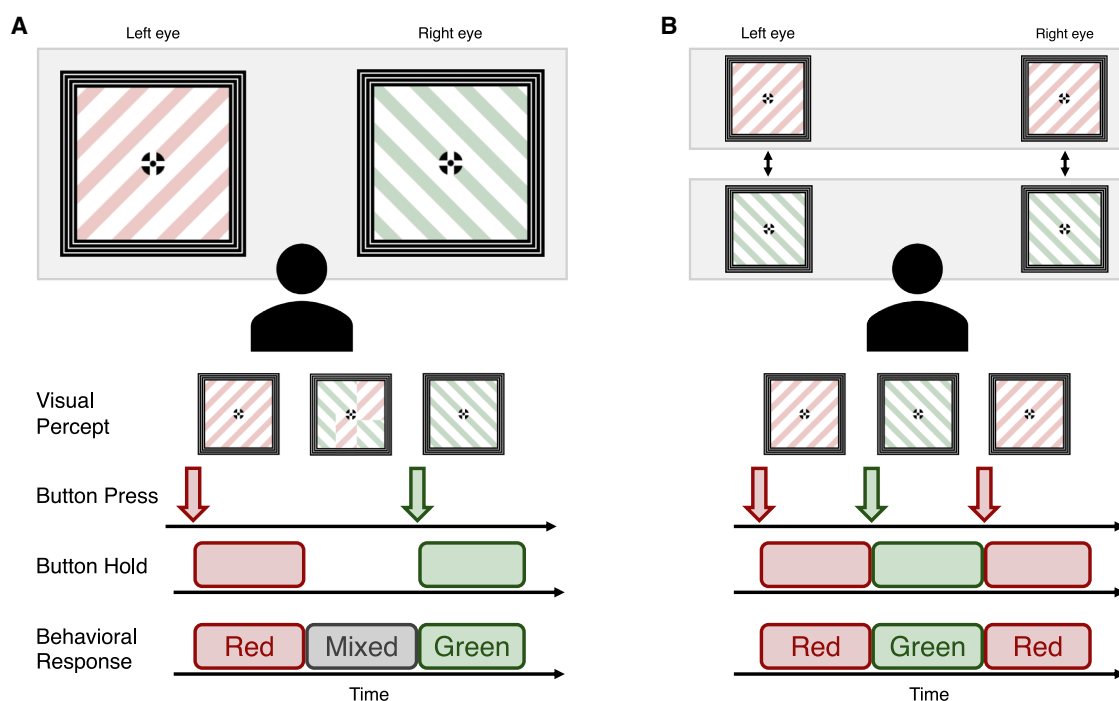 A
Left eye
Right eye
B
Left eye
Right eye
Visual
Percept
Button Press
Button Hold
Behavioral
Response
Red
Mixed
Green
Time
Red
Green
Red
Time